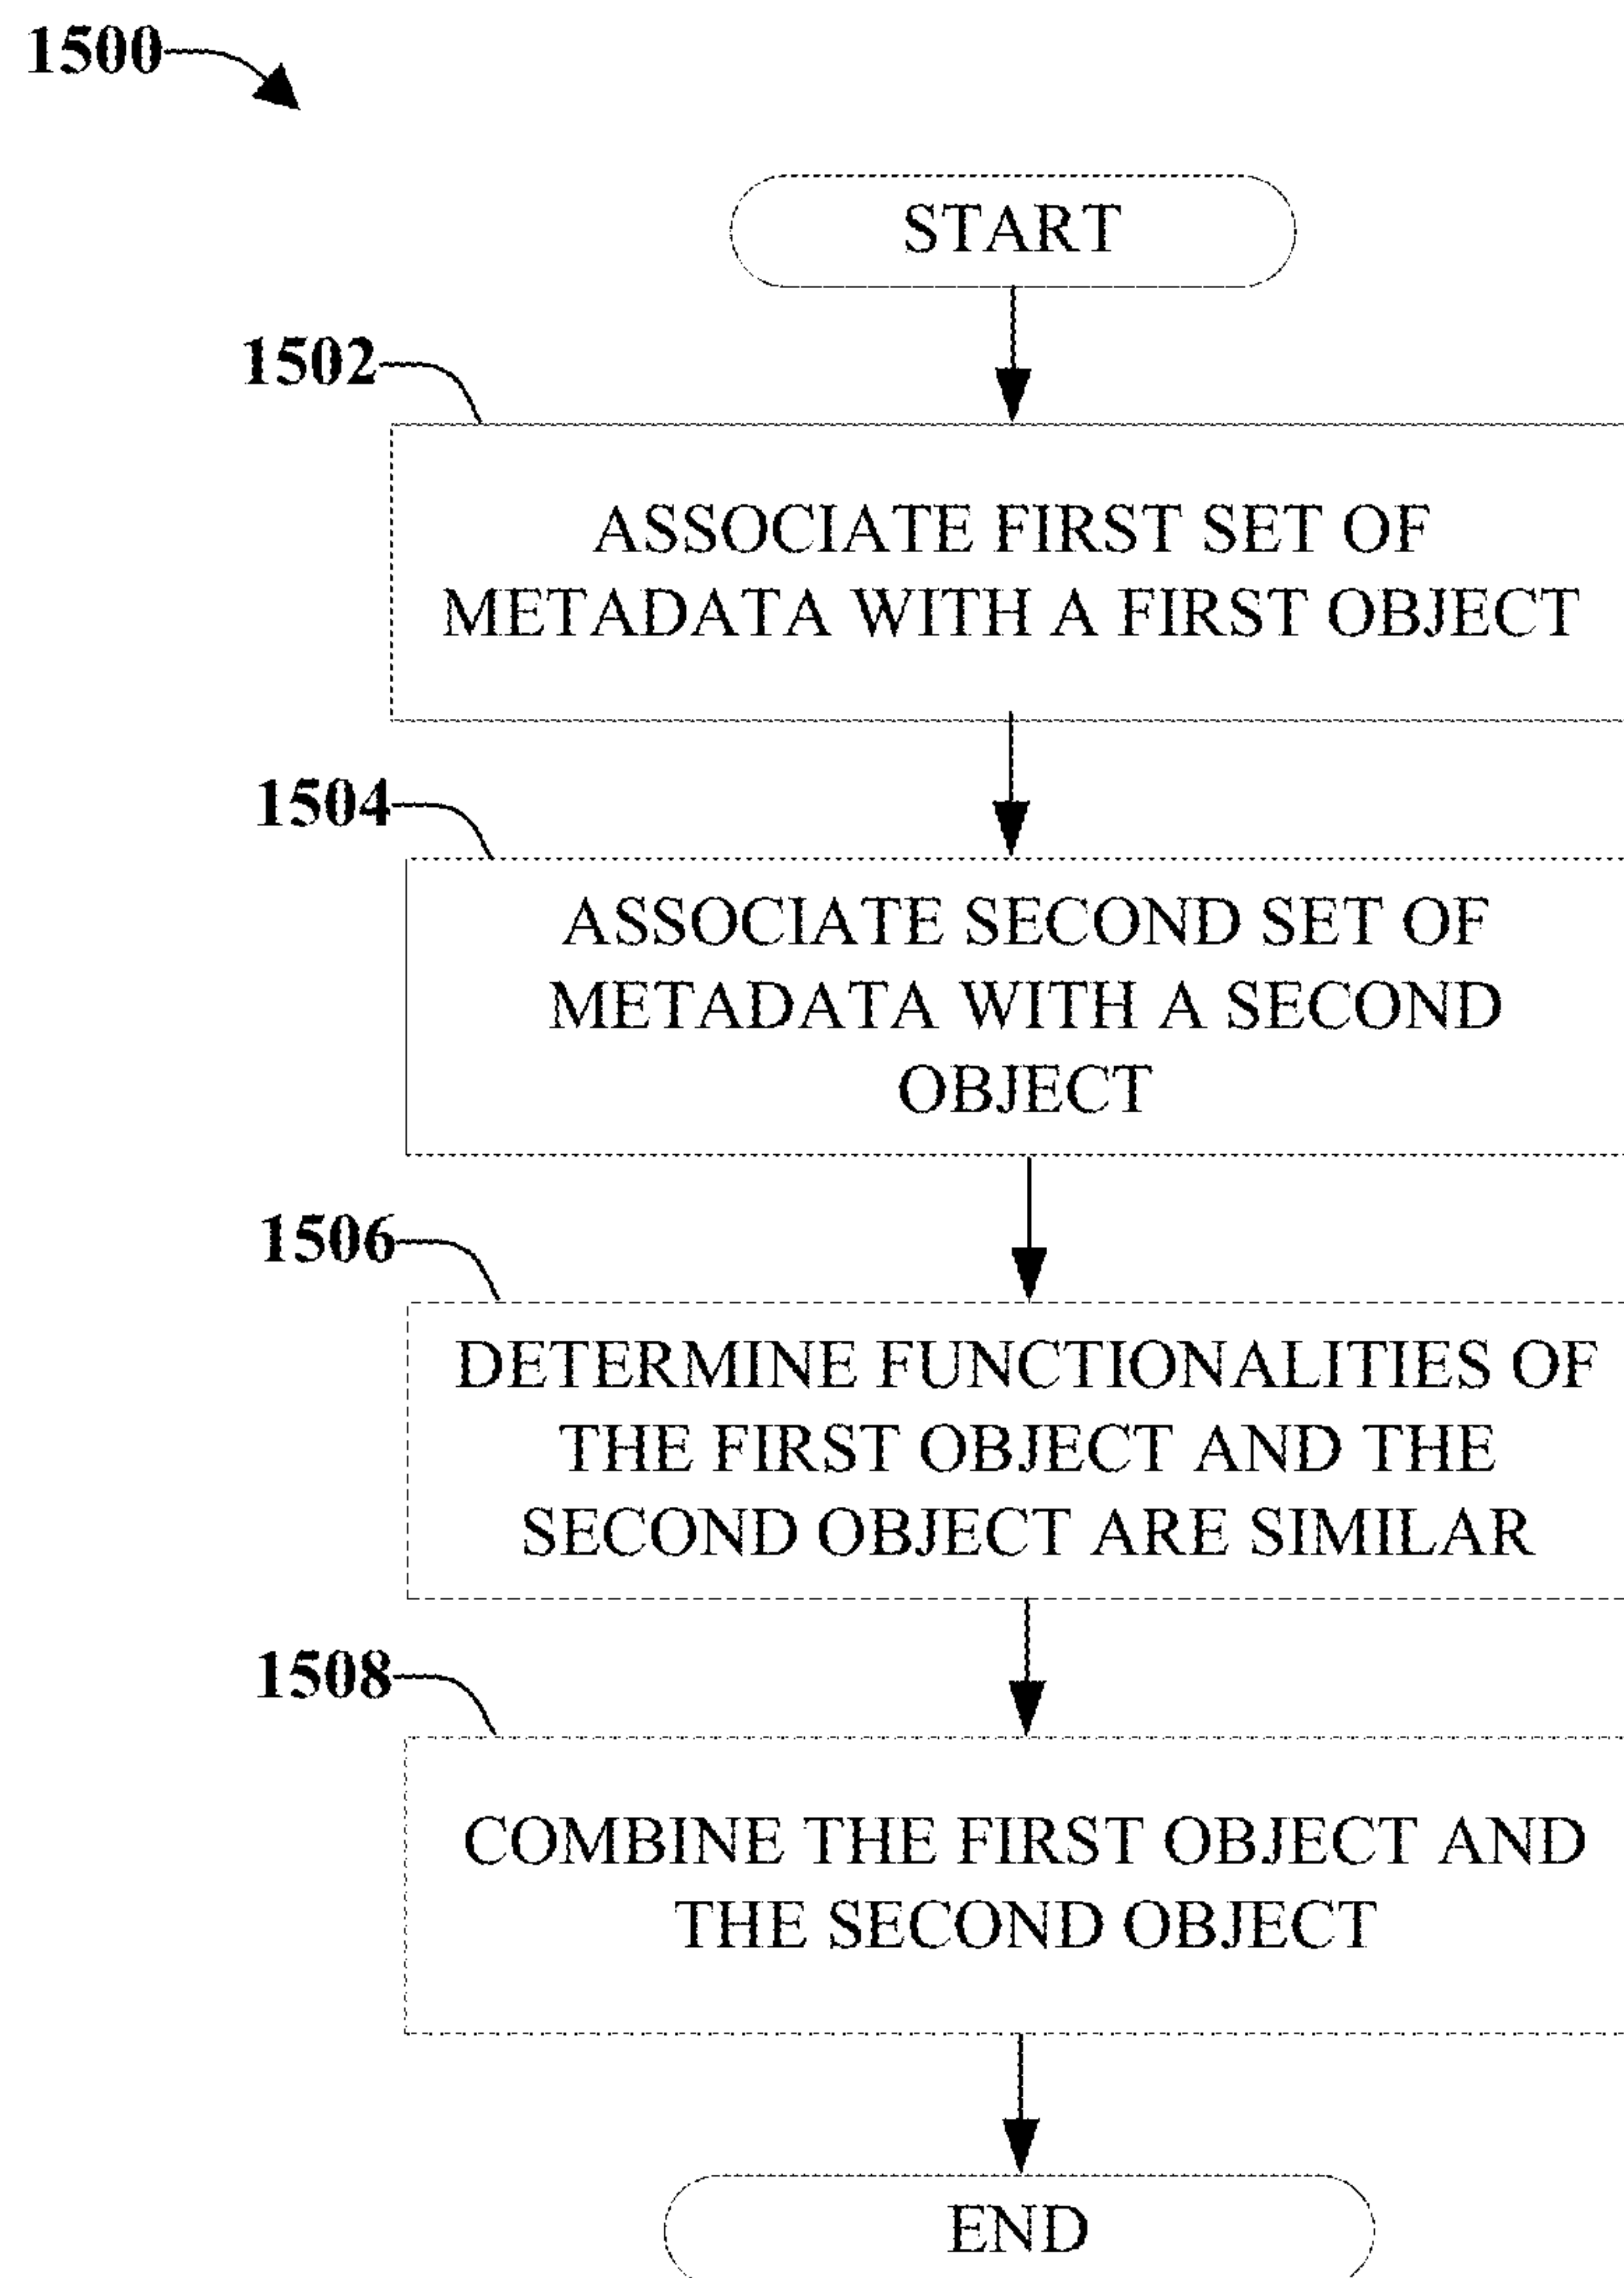 1500
START
1502
ASSOCIATE FIRST SET OF
METADATA WITH A FIRST OBJECT
1504
ASSOCIATE SECOND SET OF
METADATA WITH A SECOND
OBJECT
1506
DETERMINE FUNCTIONALITIES OF
THE FIRST OBJECT AND THE
SECOND OBJECT ARE SIMILAR
1508
COMBINE THE FIRST OBJECT AND
THE SECOND OBJECT
END